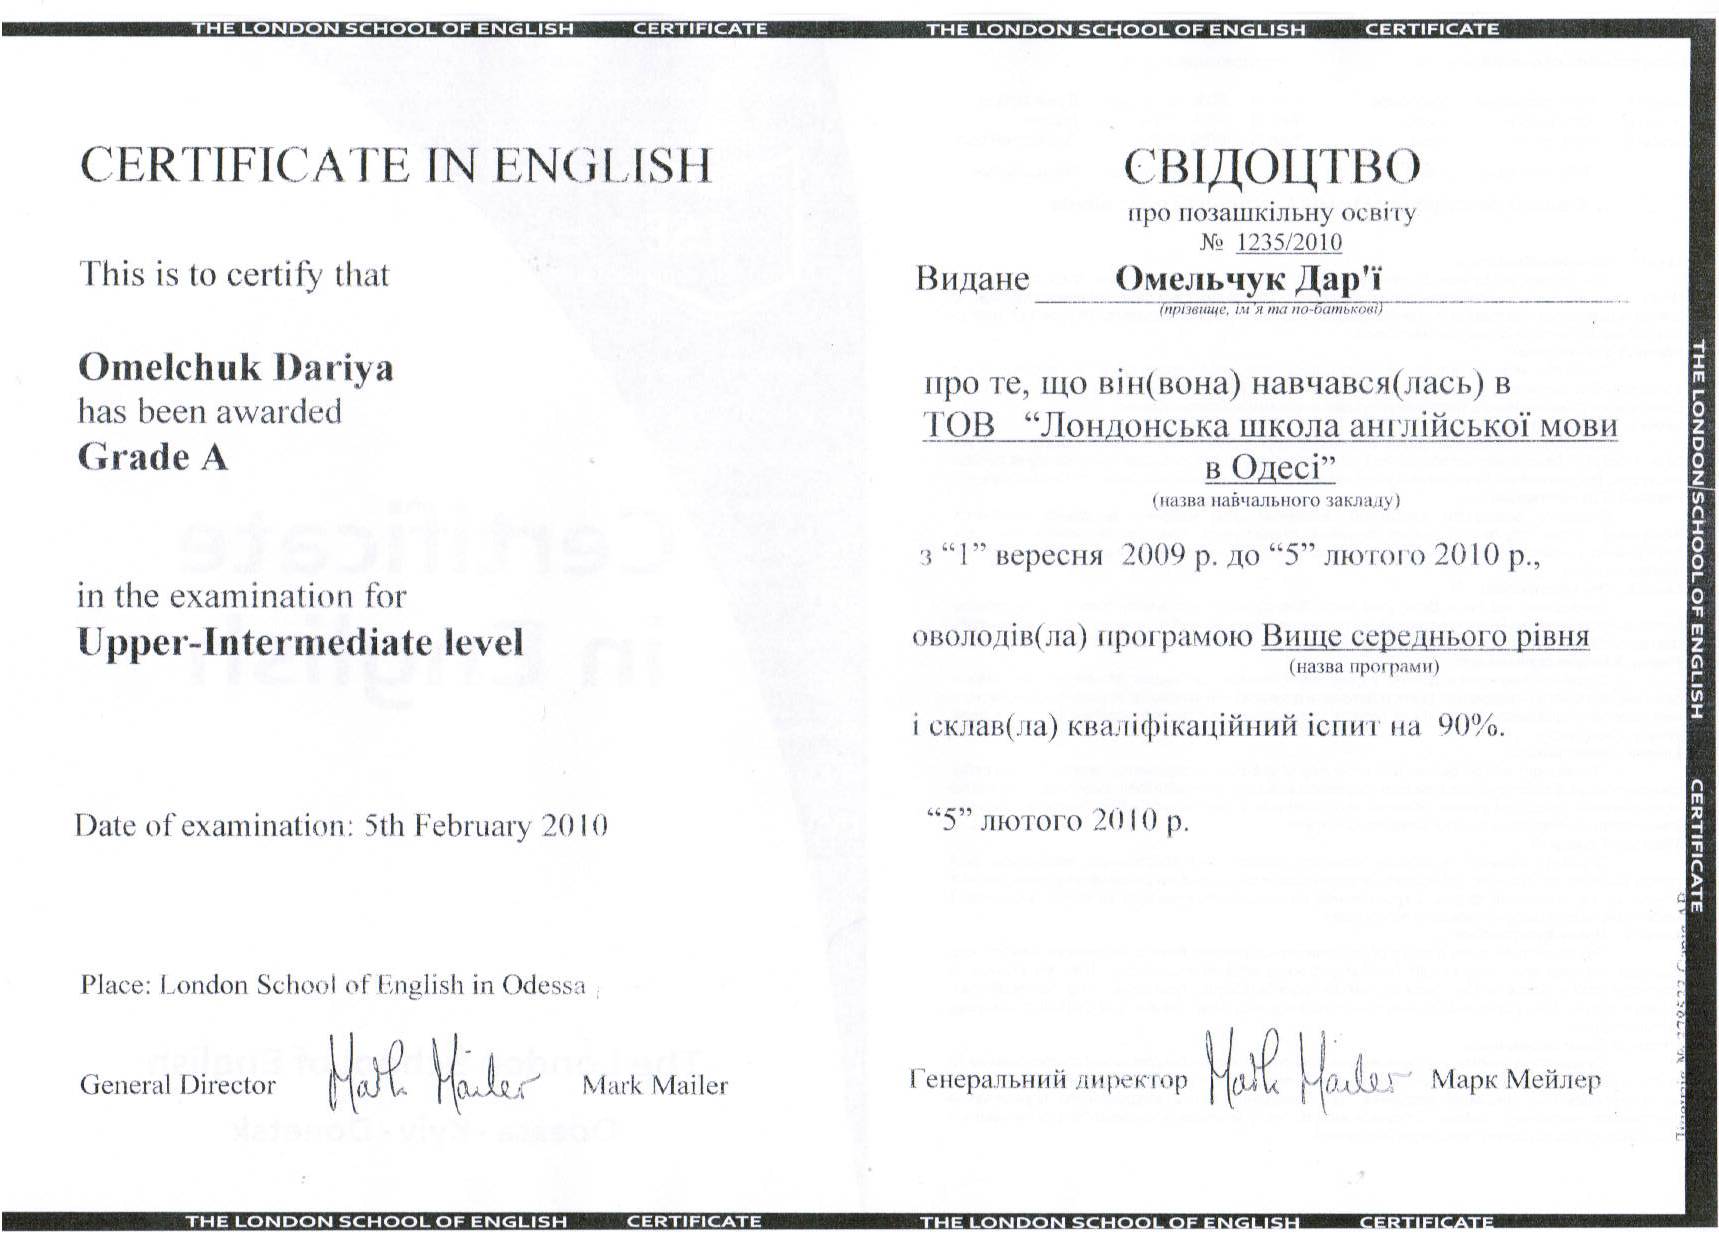 THE LONDON SCHOOL OF ENGLISH CERTIFICATE
CERTIFICATE IN ENGLISH
This is to certify that
Omelchuk Dariya
has been awarded
Grade A
in the examination for
Upper-Intermediate level
Date of examination: 5th February 2010
Place: London School of English in Odessa
General Director Mark Mailer Mark Mailer
THE LONDON SCHOOL OF ENGLISH CERTIFICATE
THE LONDON SCHOOL OF ENGLISH CERTIFICATE
СВІДОЦТВО
про позашкільну освіту
№ 1235/2010
Видане Омельчук Дар'ї
(прізвище, ім'я та по-батькові)
про те, що він(вона) навчався(лась) в
ТОВ “Лондонська школа англійської мови
в Одесі”
(назва навчального закладу)
з “1” вересня 2009 р. до “5” лютого 2010 р.,
оволодів(ла) програмою Вище середнього рівня
(назва програми)
і склав(ла) кваліфікаційний іспит на 90%.
“5” лютого 2010 р.
Генеральний директор Mark Mailer Марк Мейлер
THE LONDON SCHOOL OF ENGLISH CERTIFICATE
THE LONDON SCHOOL OF ENGLISH CERTIFICATE